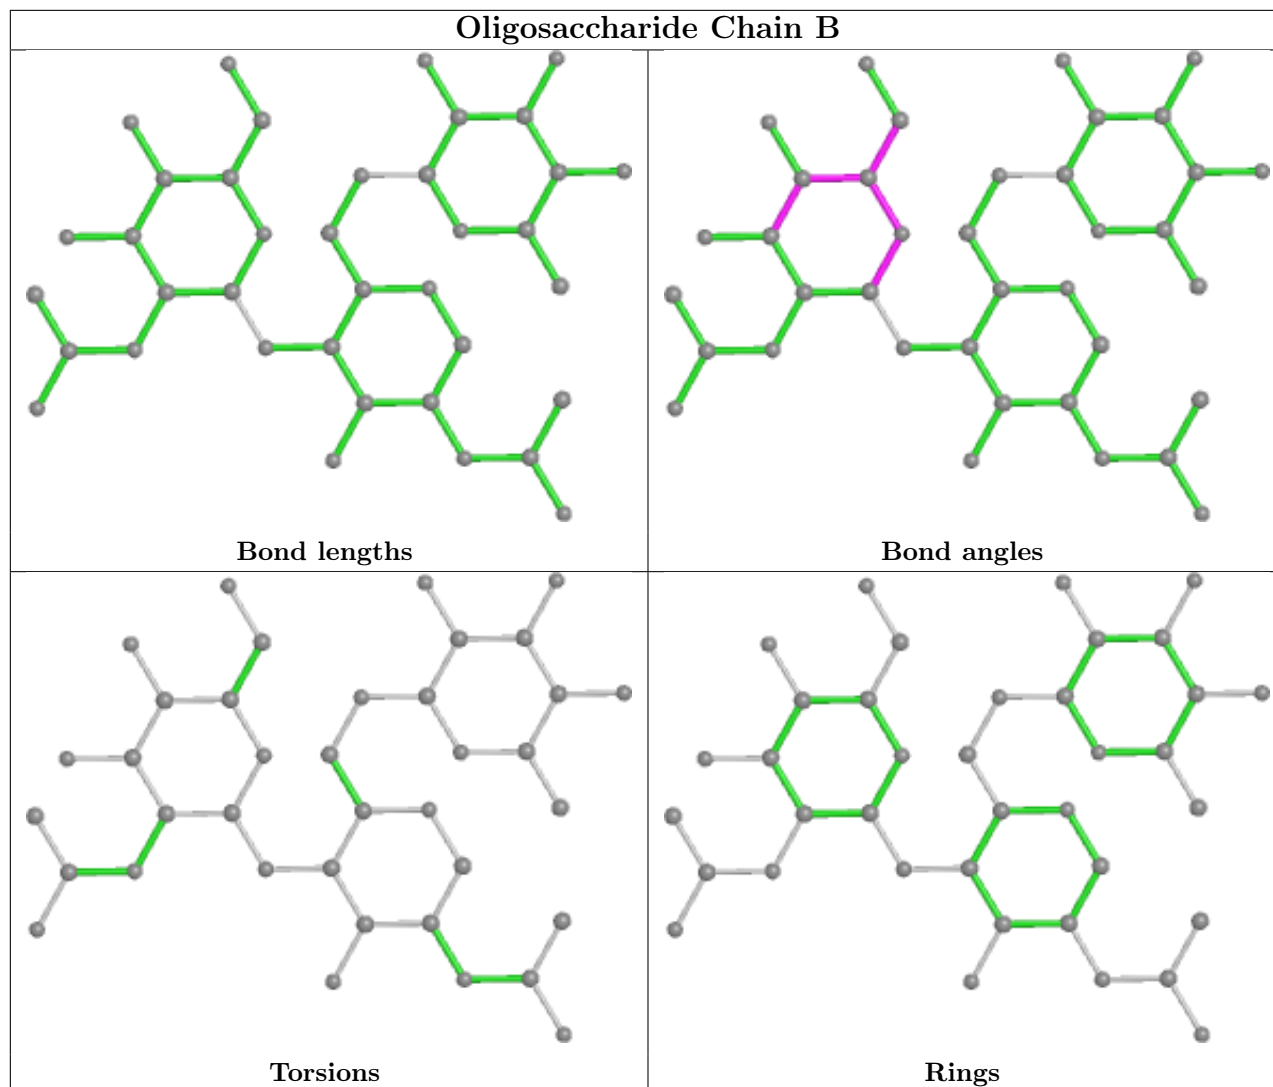 Oligosaccharide Chain B
Bond lengths
Bond angles
Torsions
Rings